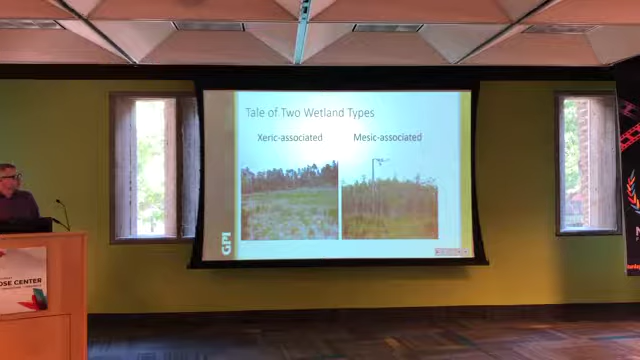 Tale of Two Wetland Types
Xeric-associated
Mesic-associated
GPI
OSE CENTER